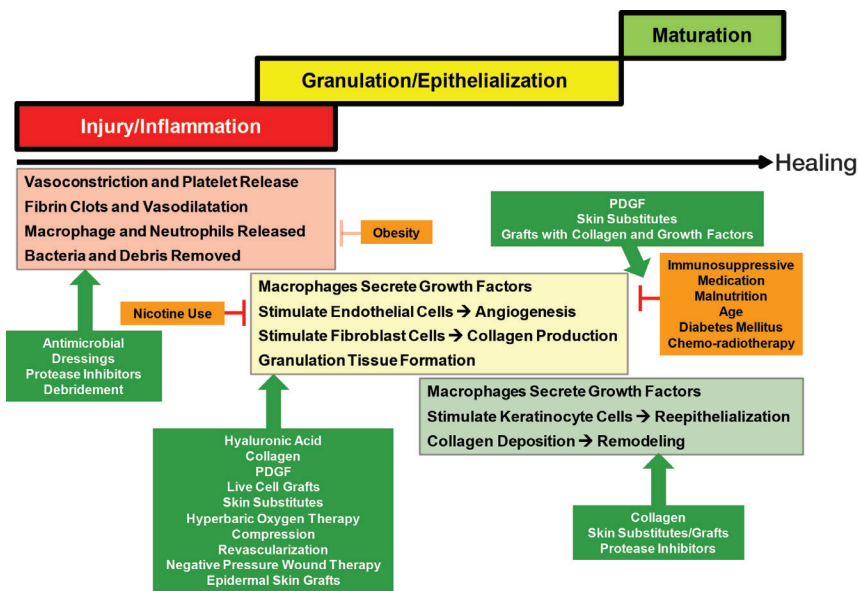 Maturation
Granulation/Epithelialization
Injury/Inflammation
Healing
Vasoconstriction and Platelet Release
Fibrin Clots and Vasodilatation
Macrophage and Neutrophils Released
Bacteria and Debris Removed
Obesity
PDGF
Skin Substitutes
Grafts with Collagen and Growth Factors
Immunosuppressive
Medication
Malnutrition
Age
Diabetes Mellitus
Chemo-radiotherapy
Nicotine Use
Macrophages Secrete Growth Factors
Stimulate Endothelial Cells → Angiogenesis
Stimulate Fibroblast Cells → Collagen Production
Granulation Tissue Formation
Antimicrobial
Dressings
Protease Inhibitors
Debridement
Macrophages Secrete Growth Factors
Stimulate Keratinocyte Cells → Reepithelialization
Collagen Deposition → Remodeling
Hyaluronic Acid
Collagen
PDGF
Live Cell Grafts
Skin Substitutes
Hyperbaric Oxygen Therapy
Compression
Revascularization
Negative Pressure Wound Therapy
Epidermal Skin Grafts
Collagen
Skin Substitutes/Grafts
Protease Inhibitors